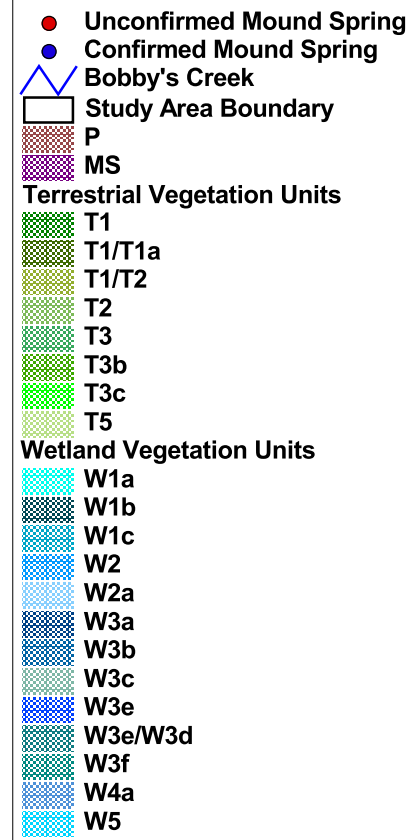 Unconfirmed Mound Spring
Confirmed Mound Spring
Bobby's Creek
Study Area Boundary
P
MS
Terrestrial Vegetation Units
T1
T1/T1a
T1/T2
T2
T3
T3b
T3c
T5
Wetland Vegetation Units
W1a
W1b
W1c
W2
W2a
W3a
W3b
W3c
W3e
W3e/W3d
W3f
W4a
W5